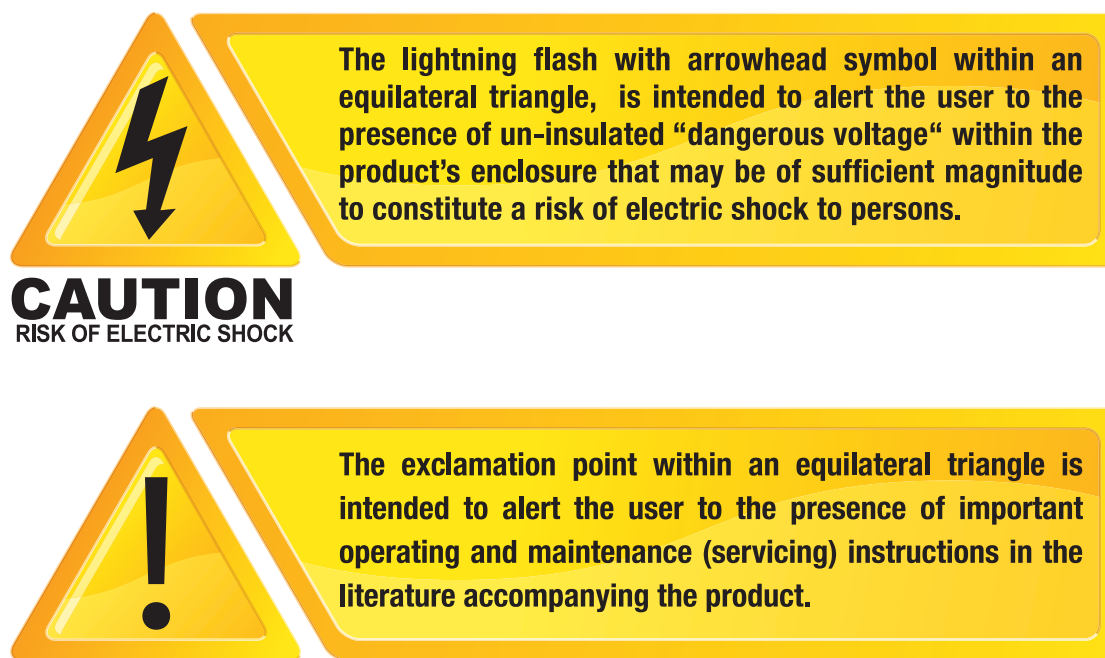 The lightning flash with arrowhead symbol within an
equilateral triangle, is intended to alert the user to the
presence of un-insulated “dangerous voltage“ within the
product’s enclosure that may be of sufficient magnitude
to constitute a risk of electric shock to persons.
CAUTION
RISK OF ELECTRIC SHOCK
!
The exclamation point within an equilateral triangle is
intended to alert the user to the presence of important
operating and maintenance (servicing) instructions in the
literature accompanying the product.